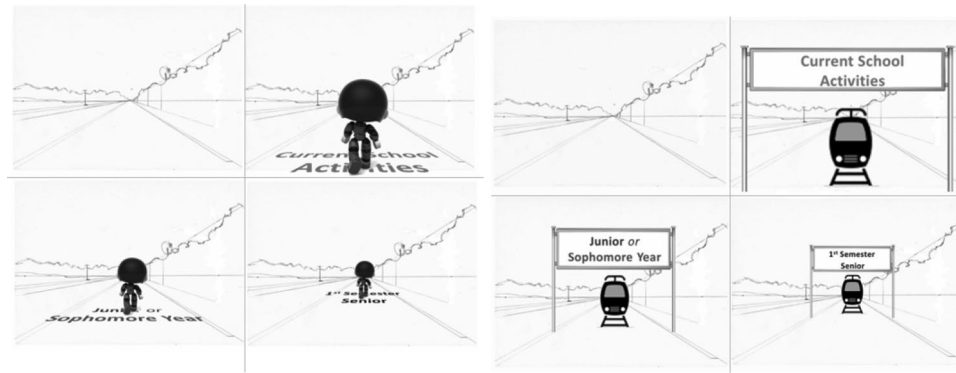 Current School
Activities
Junior or
Sophomore Year
1st Semester
Senior
Current School
Activities
Junior or
Sophomore Year
1st Semester
Senior